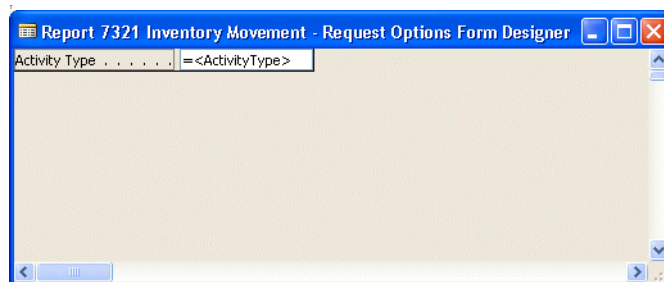 Report 7321 Inventory Movement - Request Options Form Designer
Activity Type . . . . . . =<ActivityType>